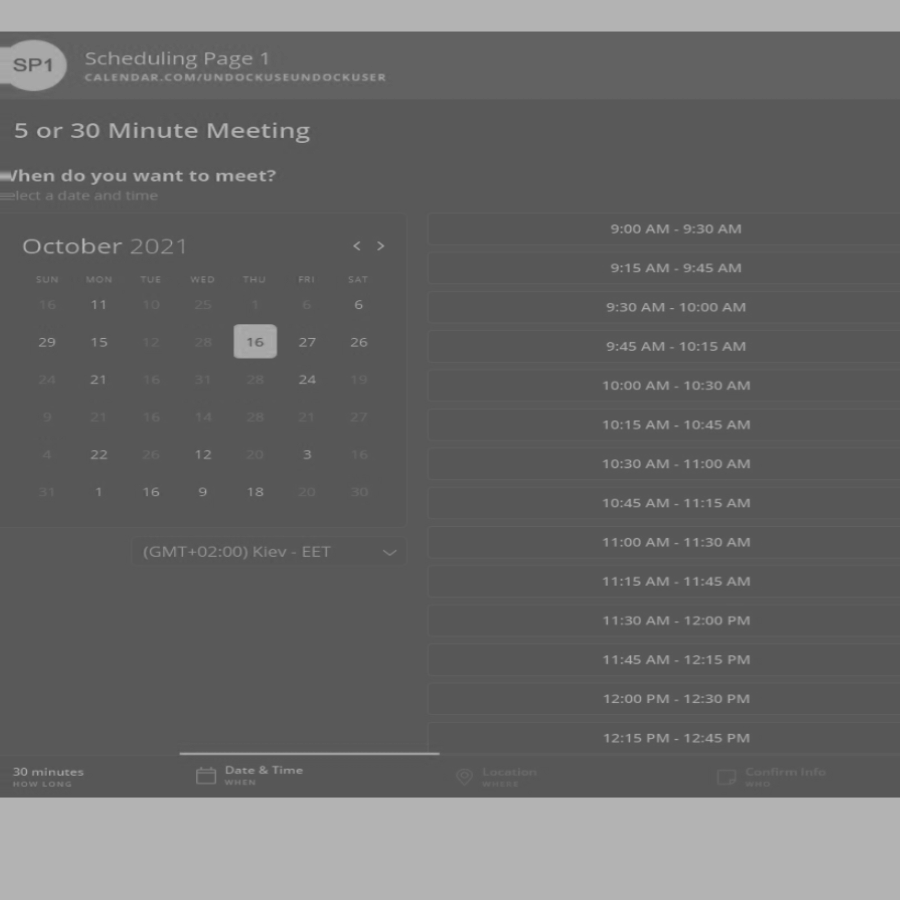 SP1
Scheduling Page 1
CALENDAR.COM/UNDOCKUSEUNDOCKUSER
5 or 30 Minute Meeting
/hen do you want to meet?
lect a date and time
October 2021
< >
SUN MON TUE WED THU FRI SAT
16 11 10 25 1 6 6
29 15 12 28 16 27 26
24 21 16 31 28 24 19
9 21 16 14 28 21 27
4 22 26 12 20 3 16
31 1 16 9 18 20 30
(GMT+02:00) Kiev - EET
9:00 AM - 9:30 AM
9:15 AM - 9:45 AM
9:30 AM - 10:00 AM
9:45 AM - 10:15 AM
10:00 AM - 10:30 AM
10:15 AM - 10:45 AM
10:30 AM - 11:00 AM
10:45 AM - 11:15 AM
11:00 AM - 11:30 AM
11:15 AM - 11:45 AM
11:30 AM - 12:00 PM
11:45 AM - 12:15 PM
12:00 PM - 12:30 PM
12:15 PM - 12:45 PM
30 minutes
HOW LONG
Date & Time
WHEN
Location
WHERE
Confirm Info
WHO